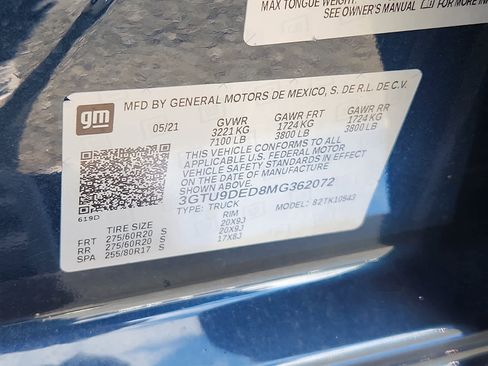 MAX TONGUE WEIGHT:
SEE OWNER'S MANUAL FOR MORE INFO
gm
MFD BY GENERAL MOTORS DE MEXICO, S. DE R.L. DE C.V.
05/21 GVWR GAWR FRT GAWR RR
3221 KG 1724 KG 1724 KG
7100 LB 3800 LB 3800 LB
THIS VEHICLE CONFORMS TO ALL
APPLICABLE U.S. FEDERAL MOTOR
VEHICLE SAFETY STANDARDS IN EFFECT
ON THE DATE OF MANUFACTURE
SHOWN ABOVE.
3GTU9DED8MG362072
TYPE: TRUCK MODEL: 82TK10543
619D
TIRE SIZE RIM
FRT 275/60R20 S 20X9J
RR 275/60R20 S 20X9J
SPA 255/80R17 S 17X8J